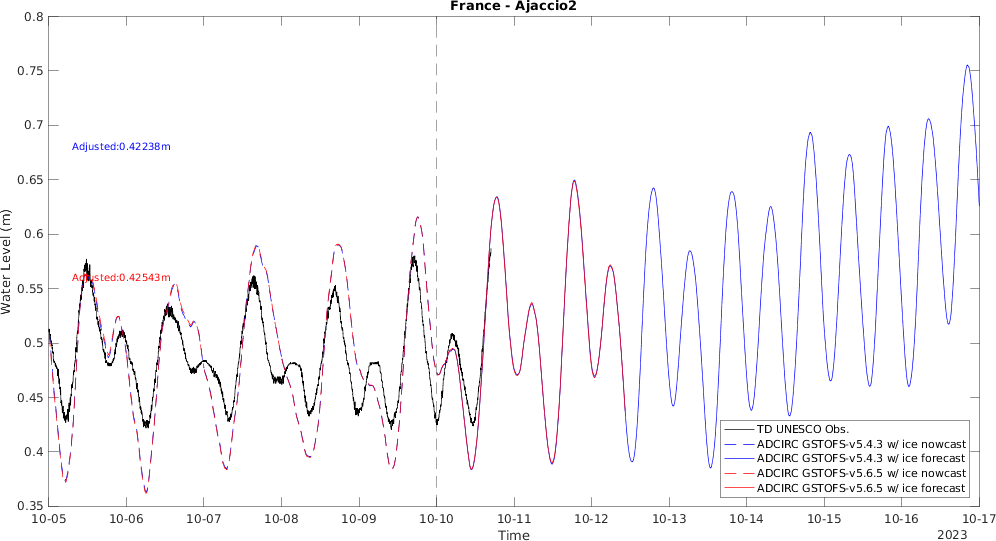 France - Ajaccio2
0.8
0.75
0.7
0.65
0.6
0.55
0.5
0.45
0.4
0.35
Water Level (m)
Adjusted:0.42238m
Adjusted:0.42543m
TD UNESCO Obs.
ADCIRC GSTOFS-v5.4.3 w/ ice nowcast
ADCIRC GSTOFS-v5.4.3 w/ ice forecast
ADCIRC GSTOFS-v5.6.5 w/ ice nowcast
ADCIRC GSTOFS-v5.6.5 w/ ice forecast
10-05 10-06 10-07 10-08 10-09 10-10 10-11 10-12 10-13 10-14 10-15 10-16 10-17
Time
2023